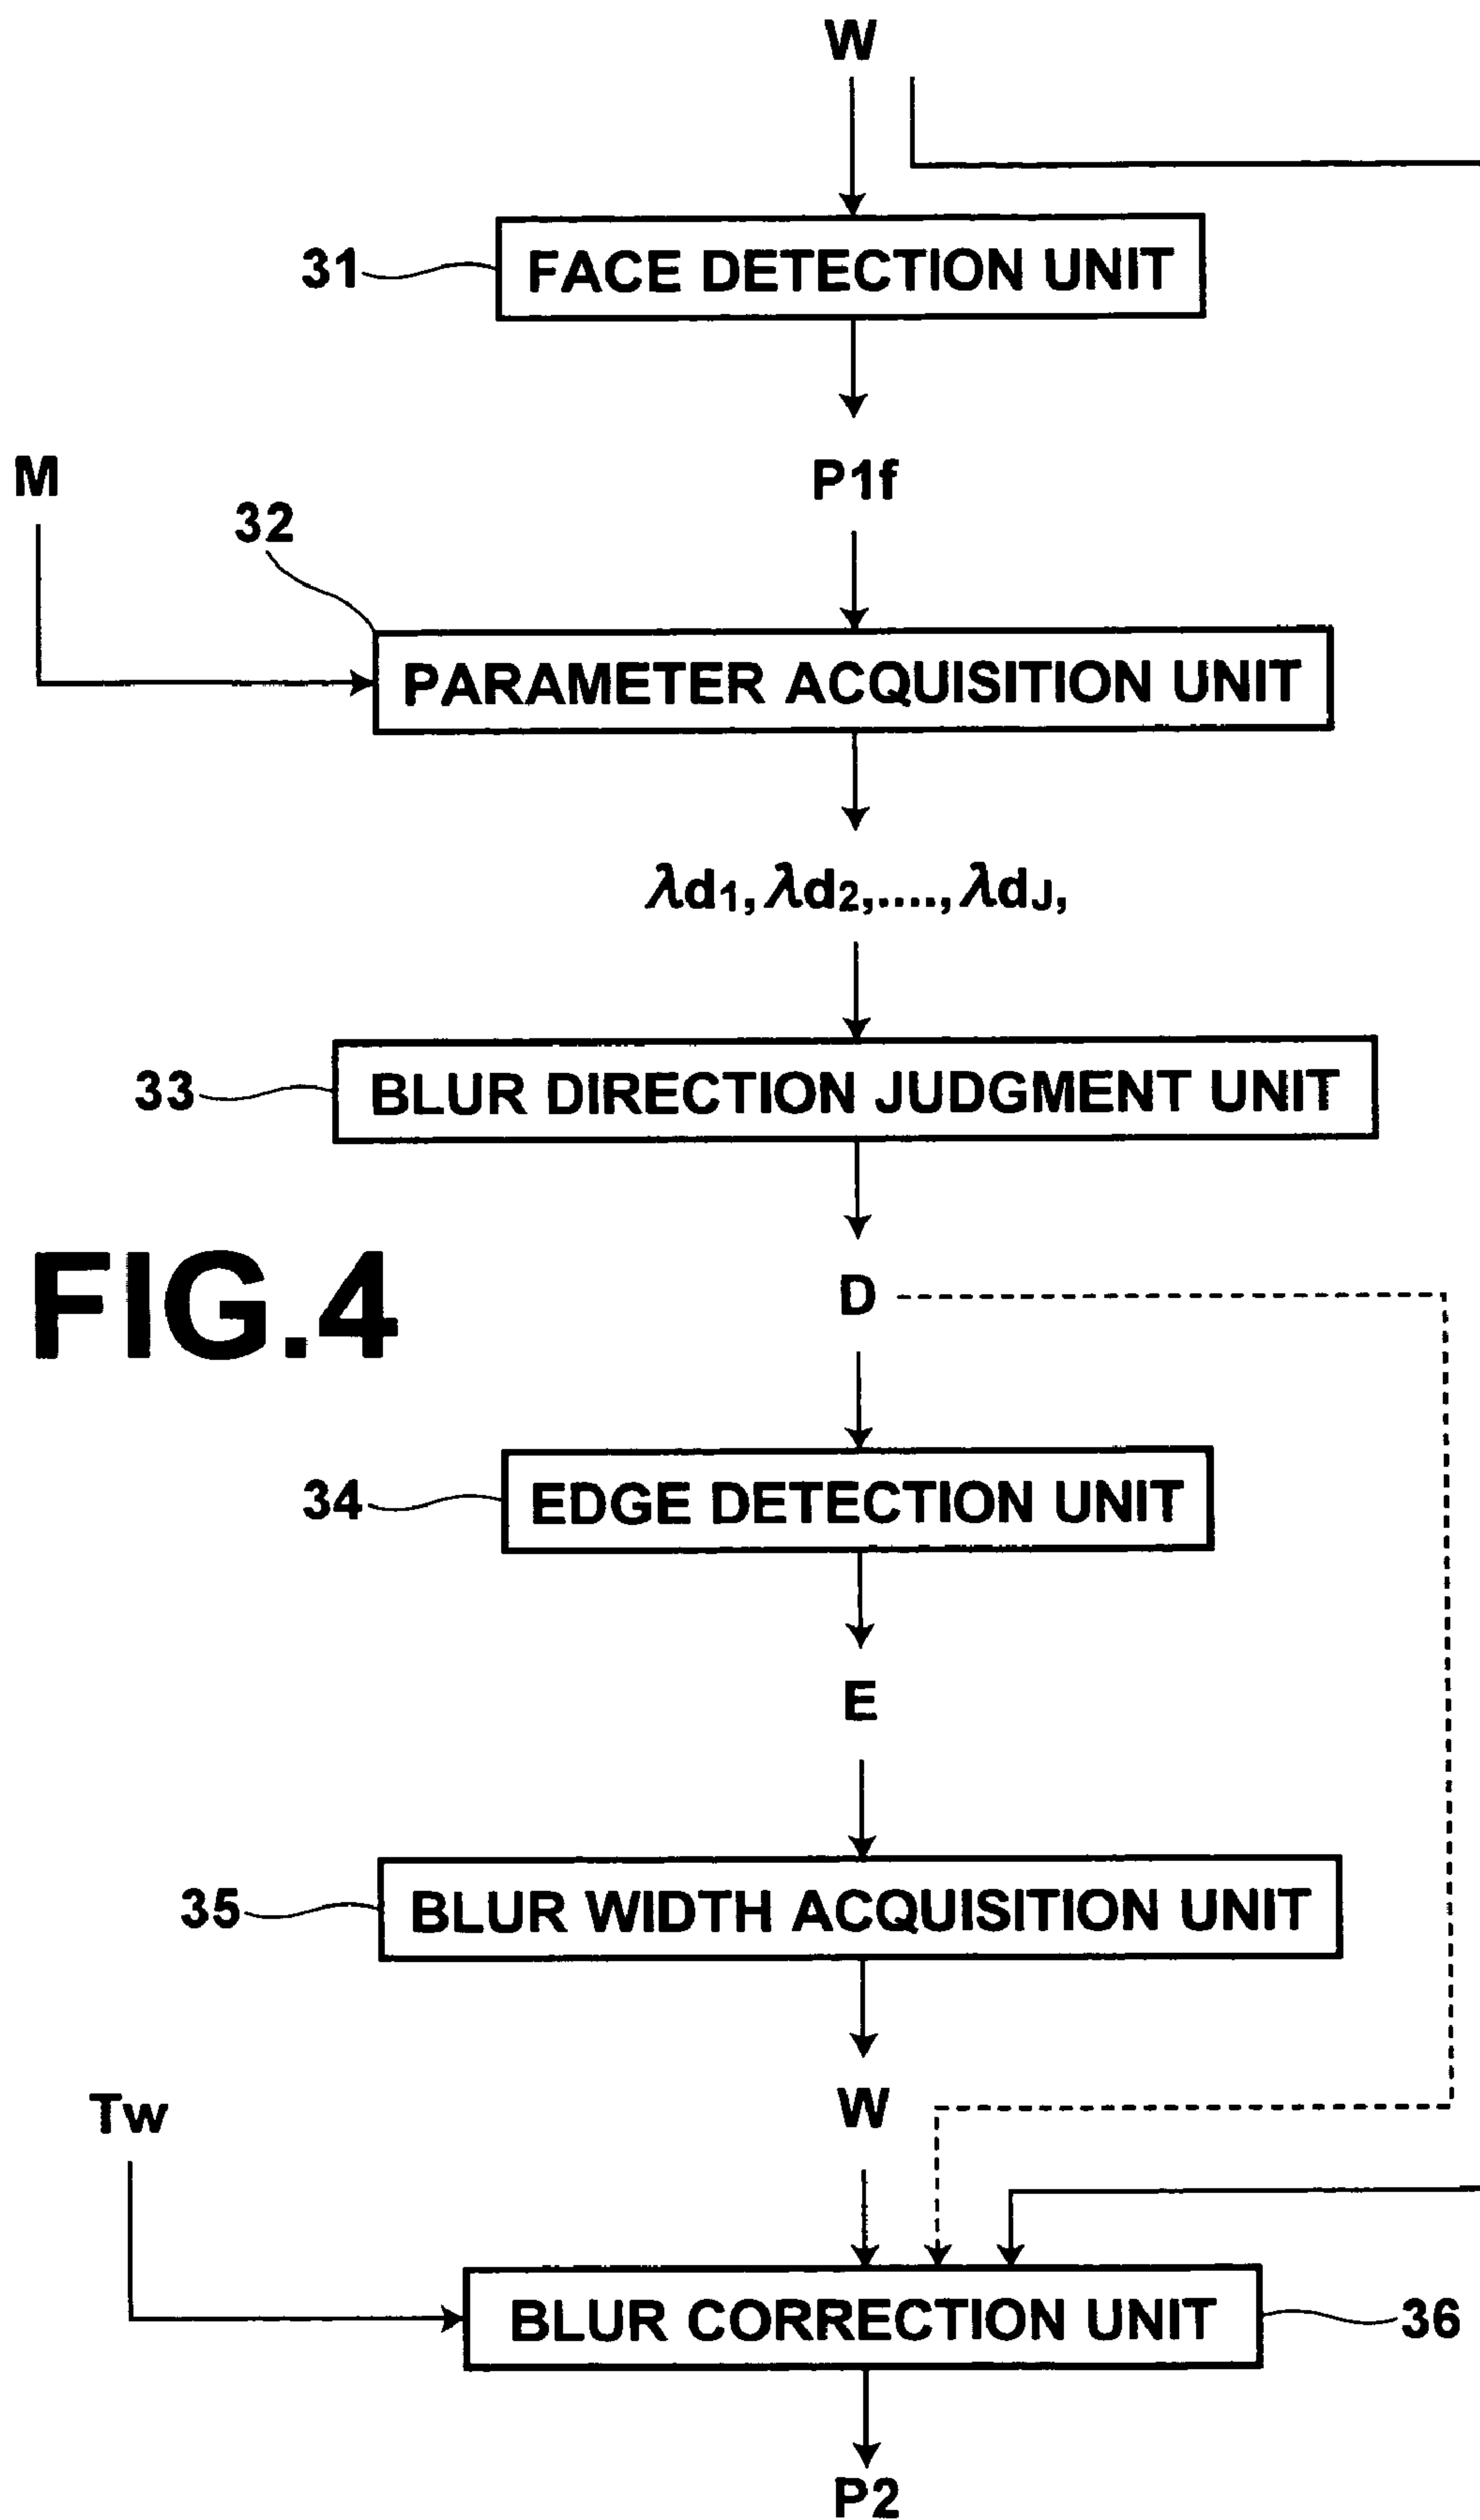 W
31
FACE DETECTION UNIT
M
P1f
32
PARAMETER ACQUISITION UNIT
λd1, λd2,....., λdJ,
33
BLUR DIRECTION JUDGMENT UNIT
FIG.4
D
34
EDGE DETECTION UNIT
E
35
BLUR WIDTH ACQUISITION UNIT
Tw
W
BLUR CORRECTION UNIT
36
P2